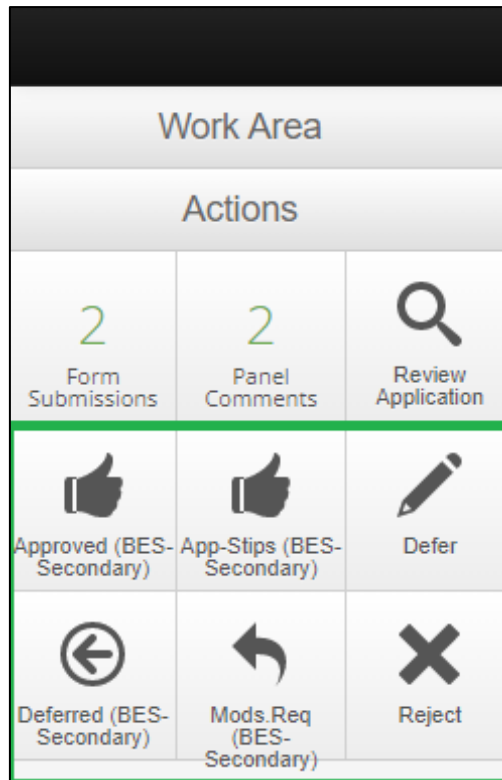 Work Area
Actions
2
Form
Submissions
2
Panel
Comments
Review
Application
Approved (BES-
Secondary)
App-Stips (BES-
Secondary)
Defer
Deferred (BES-
Secondary)
Mods.Req
(BES-
Secondary)
Reject